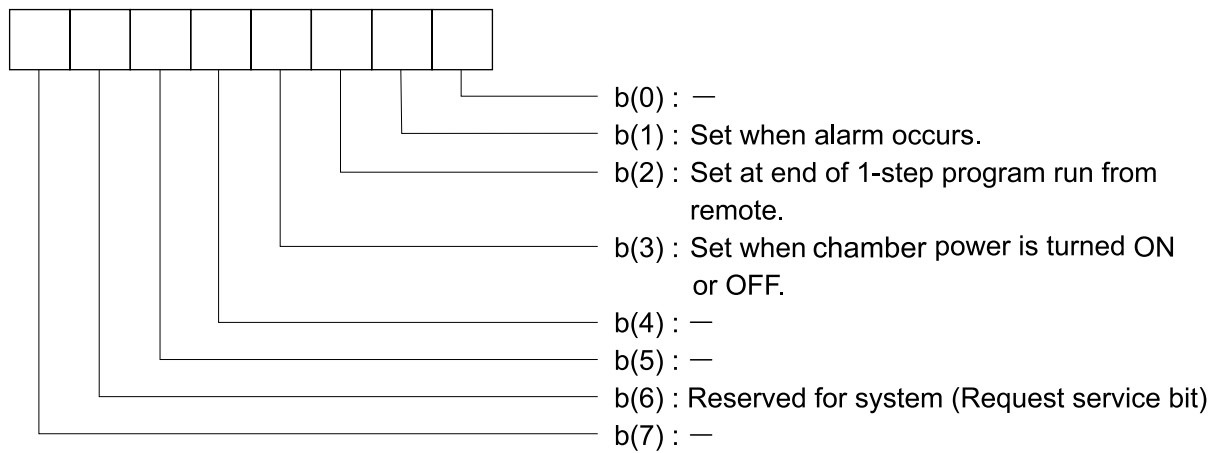 b(0) : —
b(1) : Set when alarm occurs.
b(2) : Set at end of 1-step program run from
remote.
b(3) : Set when chamber power is turned ON
or OFF.
b(4) : —
b(5) : —
b(6) : Reserved for system (Request service bit)
b(7) : —